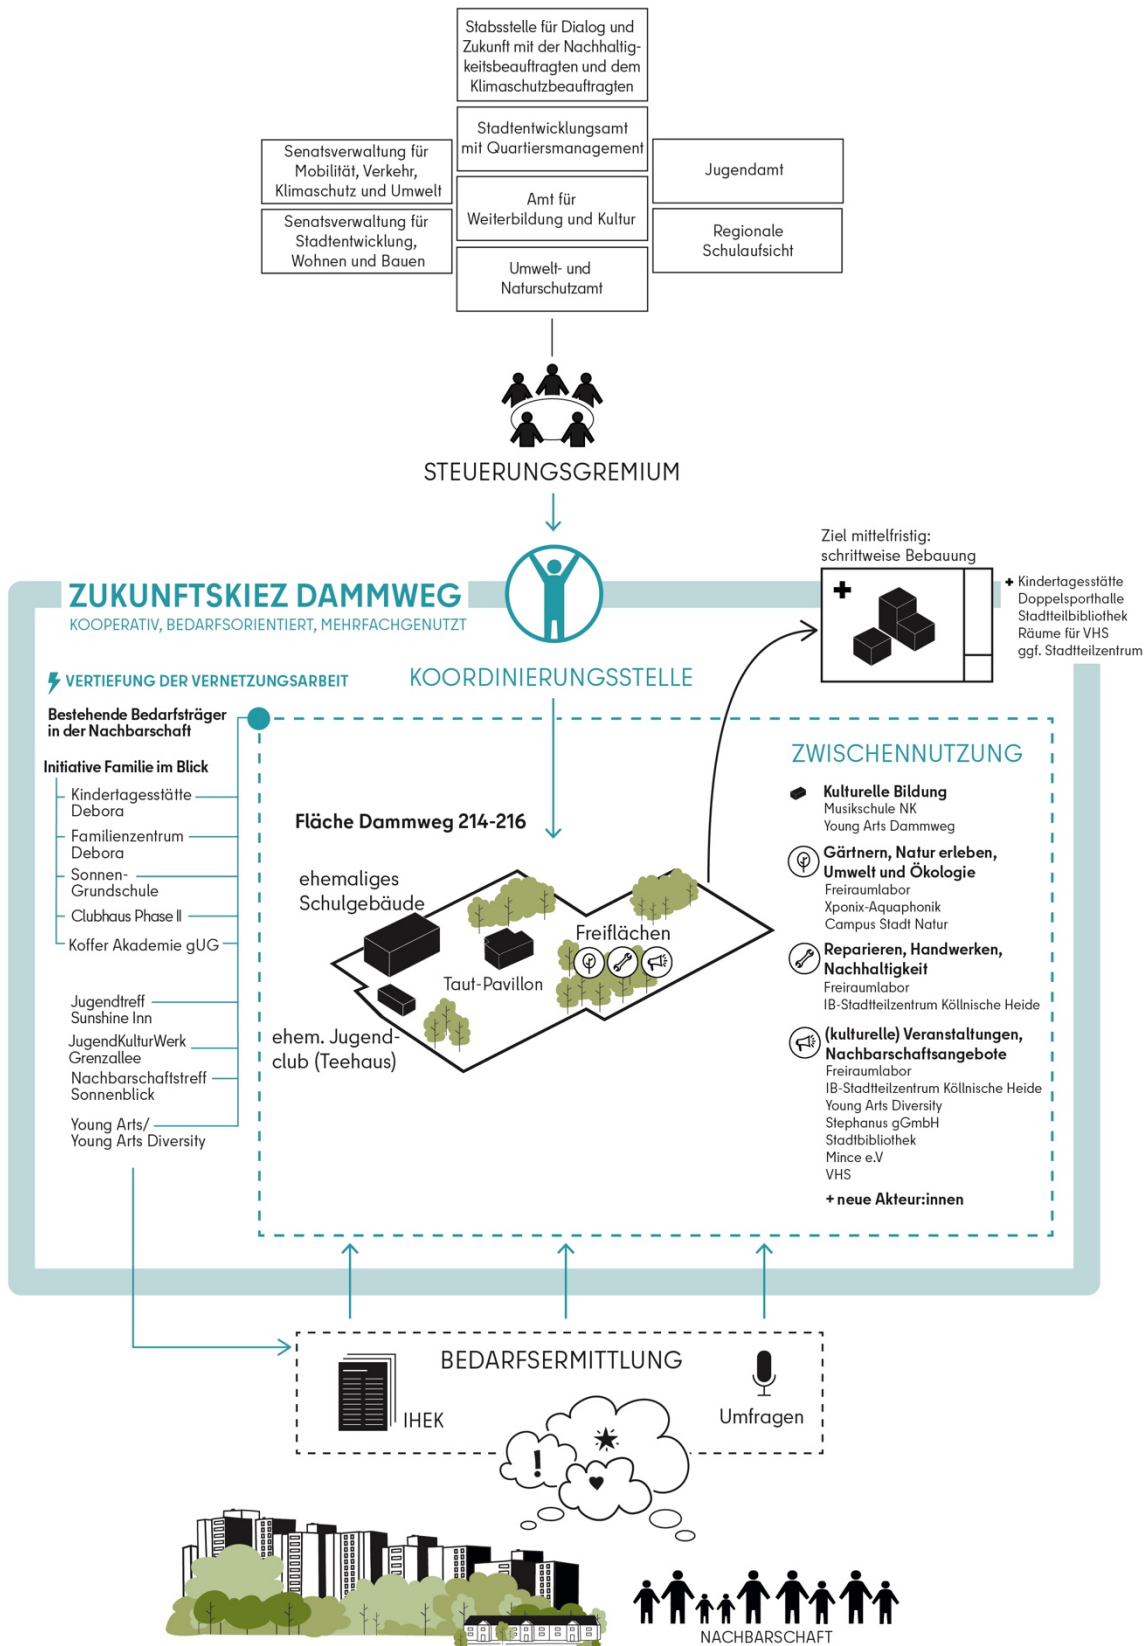 Stabsstelle für Dialog und
Zukunft mit der Nachhaltig-
keitsbeauftragten und dem
Klimaschutzbeauftragten
Stadtentwicklungsamt
mit Quartiersmanagement
Senatsverwaltung für
Mobilität, Verkehr,
Klimaschutz und Umwelt
Jugendamt
Amt für
Weiterbildung und Kultur
Senatsverwaltung für
Stadtentwicklung,
Wohnen und Bauen
Regionale
Schulaufsicht
Umwelt- und
Naturschutzamt
STEUERUNGSGREMIUM
Ziel mittelfristig:
schrittweise Bebauung
+ Kindertagesstätte
Doppelsporthalle
Stadtteilbibliothek
Räume für VHS
ggf. Stadtteilzentrum
ZUKUNFTSKIEZ DAMMWEG
KOOPERATIV, BEDARFSORIENTIERT, MEHRFACHGENUTZT
KOORDINIERUNGSSTELLE
VERTIEFUNG DER VERNETZUNGSARBEIT
Bestehende Bedarfsträger
in der Nachbarschaft
Initiative Familie im Blick
Kindertagesstätte
Debora
Familienzentrum
Debora
Sonnen-
Grundschule
Clubhaus Phase II
Koffer Akademie gUG
Jugendtreff
Sunshine Inn
JugendKulturWerk
Grenzallee
Nachbarschaftstreff
Sonnenblick
Young Arts/
Young Arts Diversity
Fläche Dammweg 214-216
ehemaliges
Schulgebäude
Freiflächen
Taut-Pavillon
ehem. Jugend-
club (Teehaus)
ZWISCHENNUTZUNG
Kulturelle Bildung
Musikschule NK
Young Arts Dammweg
Gärtnern, Natur erleben,
Umwelt und Ökologie
Freiraumlabor
Xponix-Aquaphonik
Campus Stadt Natur
Reparieren, Handwerken,
Nachhaltigkeit
Freiraumlabor
IB-Stadtteilzentrum Köllnische Heide
(kulturelle) Veranstaltungen,
Nachbarschaftsangebote
Freiraumlabor
IB-Stadtteilzentrum Köllnische Heide
Young Arts Diversity
Stephanus gGmbH
Stadtbibliothek
Mince e.V
VHS
+ neue Akteur:innen
BEDARFSERMITTLUNG
IHEK
Umfragen
!
NACHBARSCHAFT